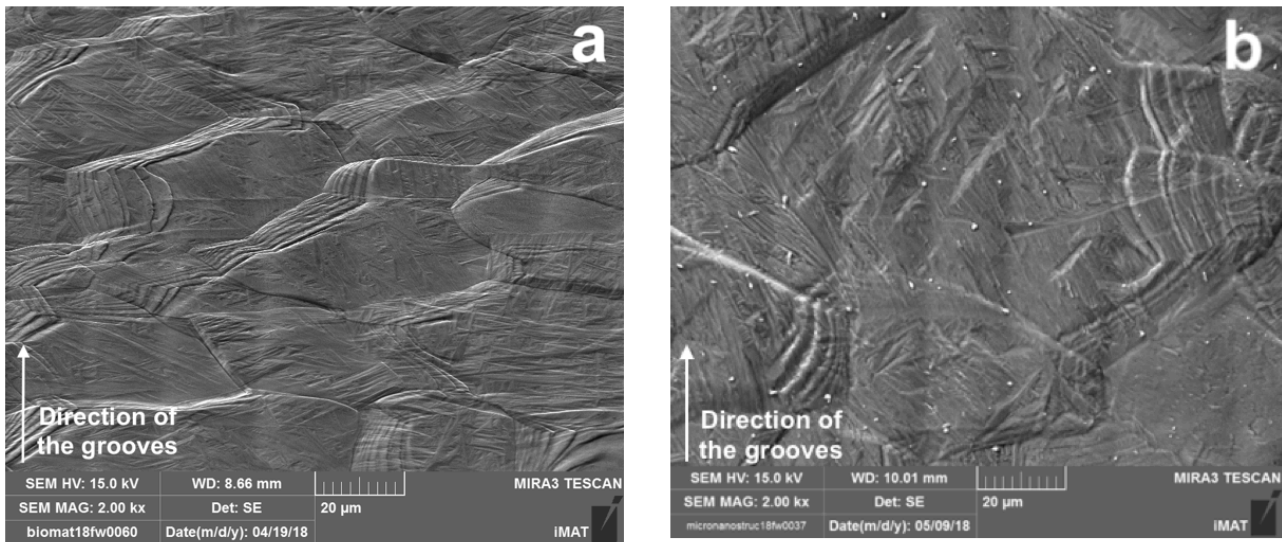 a
Direction of
the grooves
SEM HV: 15.0 kV WD: 8.66 mm MIRA3 TESCAN
SEM MAG: 2.00 kx Det: SE 20 µm
biomat18fw0060 Date(m/d/y): 04/19/18 iMAT
b
Direction of
the grooves
SEM HV: 15.0 kV WD: 10.01 mm MIRA3 TESCAN
SEM MAG: 2.00 kx Det: SE 20 µm
micronanostruc18fw0037 Date(m/d/y): 05/09/18 iMAT